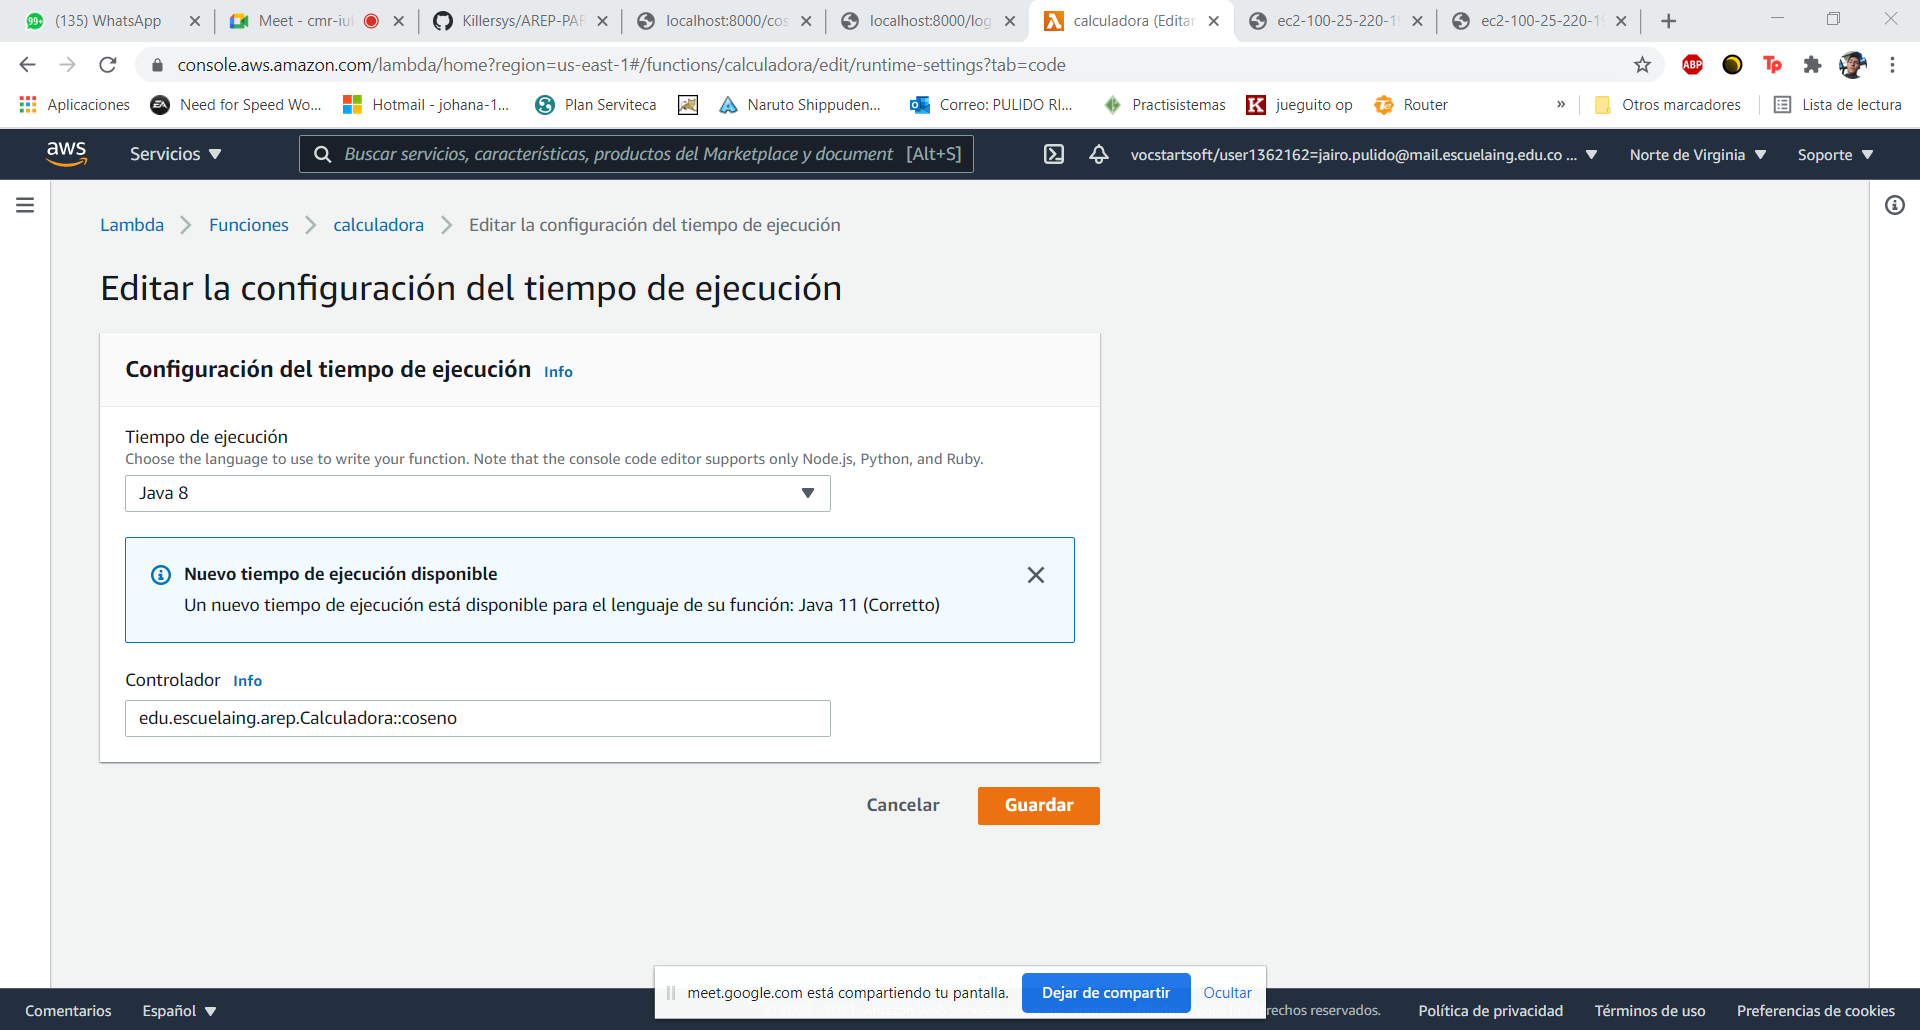 (135) WhatsApp
Meet - cmr-iul
Killersys/AREP-PAR
localhost:8000/cos
localhost:8000/log
calculadora (Editar
ec2-100-25-220-19
ec2-100-25-220-19
console.aws.amazon.com/lambda/home?region=us-east-1#/functions/calculadora/edit/runtime-settings?tab=code
ABP
Tp
Aplicaciones
EA
Need for Speed Wo...
Hotmail - johana-1...
Plan Serviteca
Naruto Shippuden...
Correo: PULIDO RI...
Practisistemas
K
jueguito op
Router
»
Otros marcadores
Lista de lectura
aws
Servicios
Buscar servicios, características, productos del Marketplace y document [Alt+S]
vocstartsoft/user1362162=jairo.pulido@mail.escuelaing.edu.co ...
Norte de Virginia
Soporte
Lambda
Funciones
calculadora
Editar la configuración del tiempo de ejecución
Editar la configuración del tiempo de ejecución
Configuración del tiempo de ejecución Info
Tiempo de ejecución
Choose the language to use to write your function. Note that the console code editor supports only Node.js, Python, and Ruby.
Java 8
Nuevo tiempo de ejecución disponible
Un nuevo tiempo de ejecución está disponible para el lenguaje de su función: Java 11 (Corretto)
Controlador Info
edu.escuelaing.arep.Calculadora::coseno
Cancelar
Guardar
meet.google.com está compartiendo tu pantalla.
Dejar de compartir
Ocultar
Comentarios
Español
rechos reservados.
Política de privacidad
Términos de uso
Preferencias de cookies